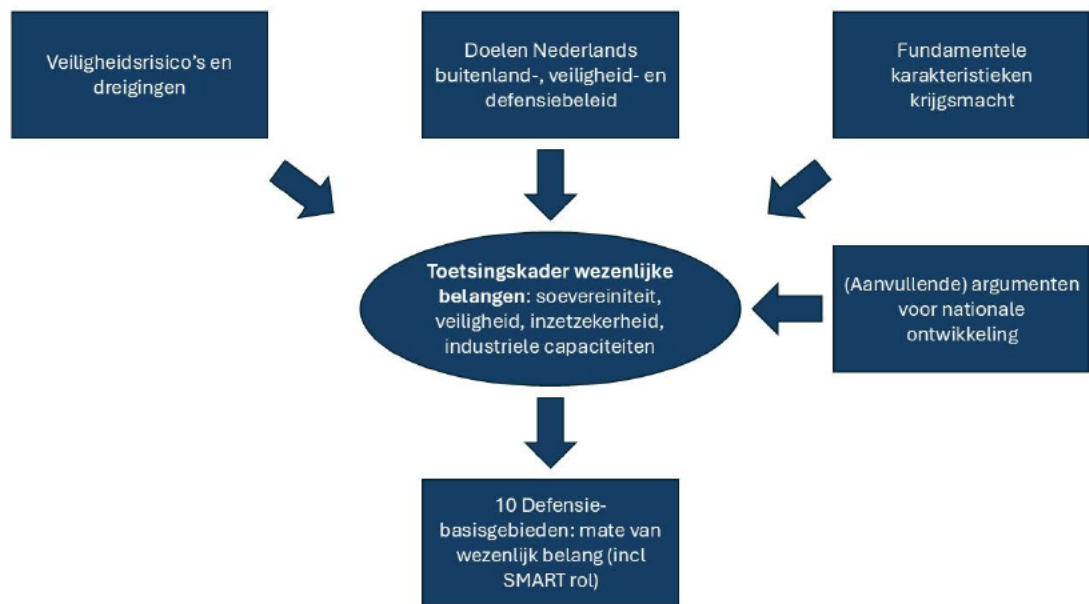 Veiligheidsrisico's en
dreigingen
Doelen Nederlands
buitenland-, veiligheid- en
defensiebeleid
Fundamentele
karakteristieken
krijgsmacht
Toetsingskader wezenlijke
belangen: soevereiniteit,
veiligheid, inzetzekerheid,
industriele capaciteiten
(Aanvullende) argumenten
voor nationale
ontwikkeling
10 Defensie-
basisgebieden: mate van
wezenlijk belang (incl
SMART rol)